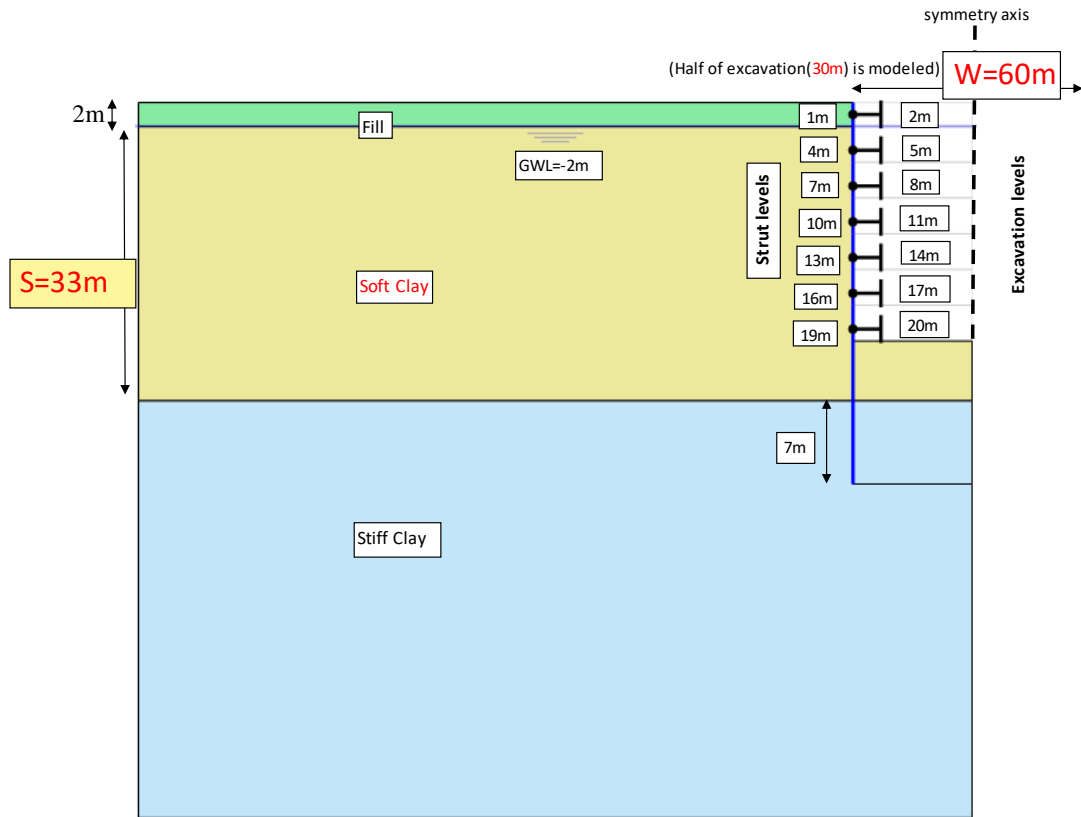 symmetry axis
(Half of excavation(30m) is modeled)
W=60m
2m
Fill
GWL=-2m
S=33m
Soft Clay
Strut levels
1m
4m
7m
10m
13m
16m
19m
2m
5m
8m
11m
14m
17m
20m
Excavation levels
7m
Stiff Clay